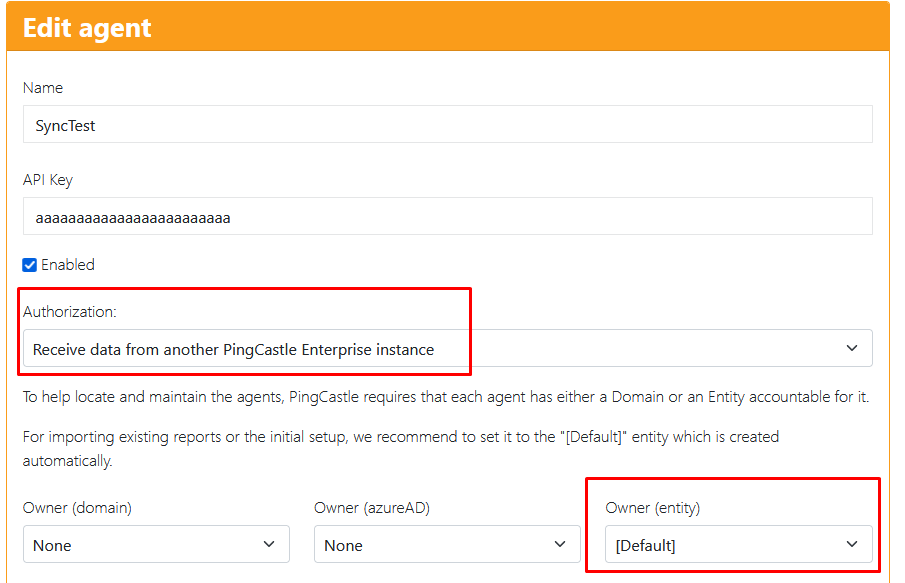 Edit agent
Name
SyncTest
API Key
aaaaaaaaaaaaaaaaaaaaaaaa
Enabled
Authorization:
Receive data from another PingCastle Enterprise instance
To help locate and maintain the agents, PingCastle requires that each agent has either a Domain or an Entity accountable for it.
For importing existing reports or the initial setup, we recommend to set it to the "[Default]" entity which is created
automatically.
Owner (domain) Owner (azureAD) Owner (entity)
None None [Default]